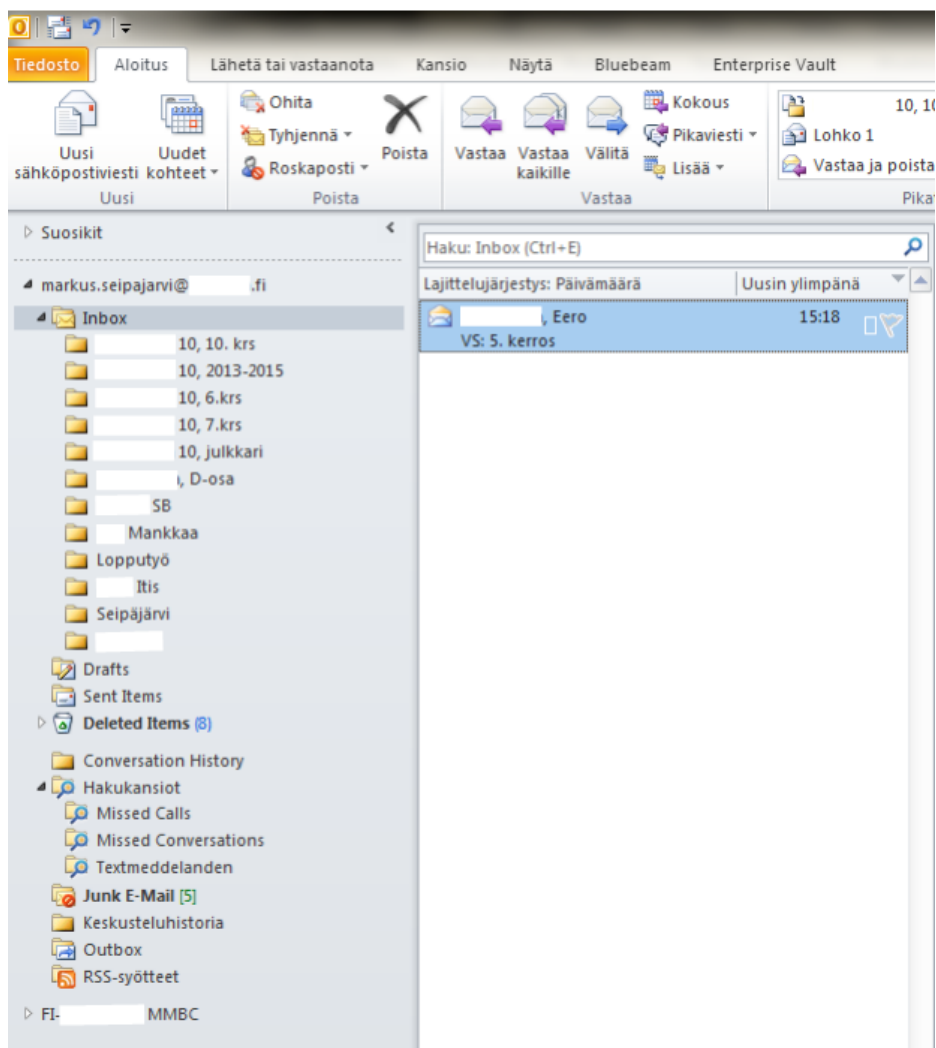 Tiedosto Aloitus Lähetä tai vastaanota Kansio Näytä Bluebeam Enterprise Vault
Uusi sähköpostiviesti
Uudet kohteet
Uusi
Ohita
Tyhjennä
Roskaposti
Poista
Poista
Vastaa
Vastaa kaikille
Välitä
Kokous
Pikaviesti
Lisää
Vastaa
10, 10
Lohko 1
Vastaa ja poista
Pika
Suosikit
markus.seipajarvi@ .fi
Inbox
10, 10. krs
10, 2013-2015
10, 6.krs
10, 7.krs
10, julkkari
, D-osa
SB
Mankkaa
Lopputyö
Itis
Seipäjärvi
Drafts
Sent Items
Deleted Items (8)
Conversation History
Hakukansiot
Missed Calls
Missed Conversations
Textmeddelanden
Junk E-Mail [5]
Keskusteluhistoria
Outbox
RSS-syötteet
FI- MMBC
Haku: Inbox (Ctrl+E)
Lajittelujärjestys: Päivämäärä Uusin ylimpänä
, Eero 15:18
VS: 5. kerros